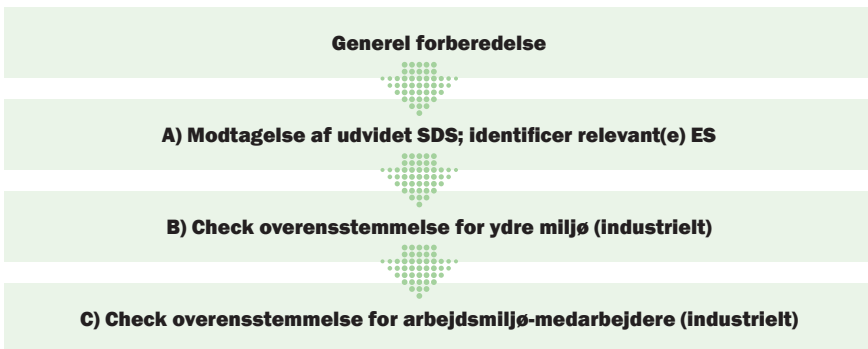 Generel forberedelse
A) Modtagelse af udvidet SDS; identificer relevant(e) ES
B) Check overensstemmelse for ydre miljø (industrielt)
C) Check overensstemmelse for arbejdsmiljø-medarbejdere (industrielt)